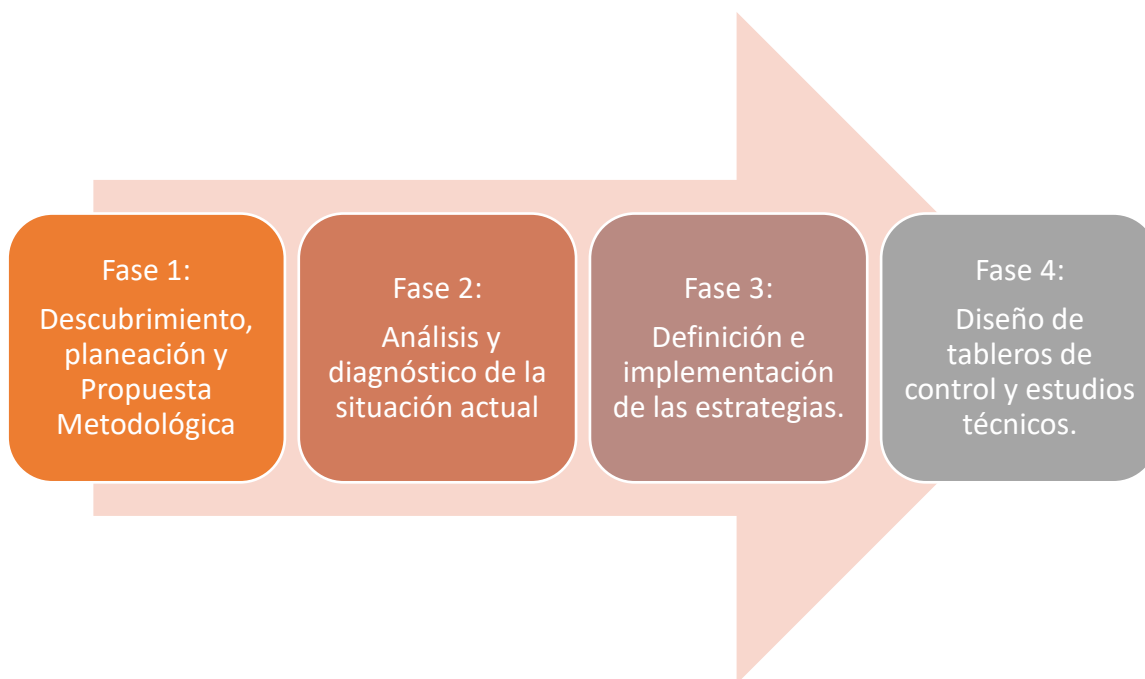 Fase 1:
Descubrimiento,
planeación y
Propuesta
Metodológica
Fase 2:
Análisis y
diagnóstico de la
situación actual
Fase 3:
Definición e
implementación
de las estrategias.
Fase 4:
Diseño de
tableros de
control y estudios
técnicos.